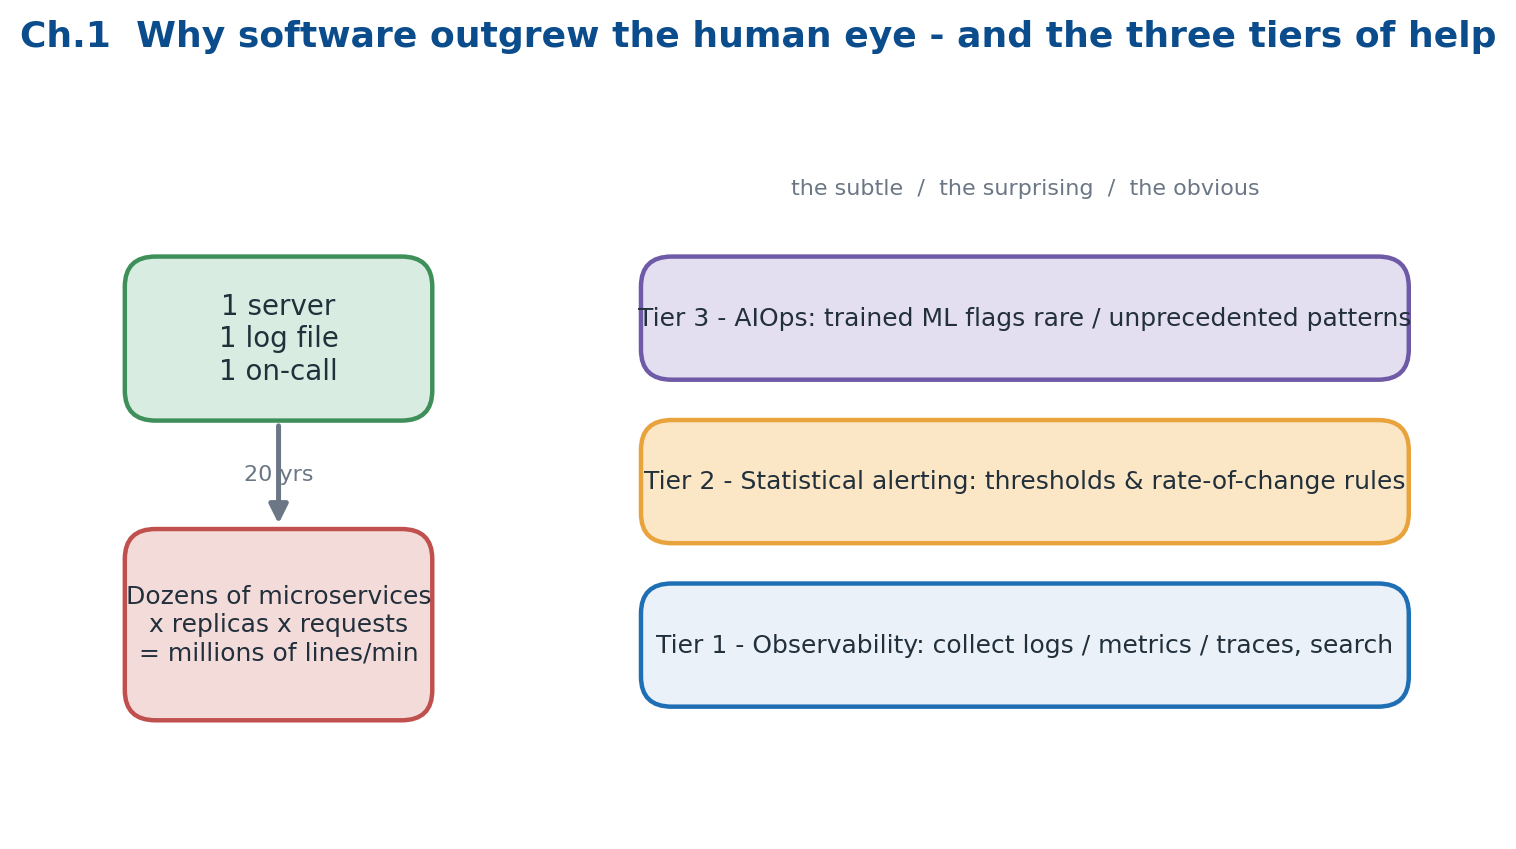 Ch.1  Why software outgrew the human eye - and the three tiers of help
1 server
1 log file
1 on-call
20 yrs
Dozens of microservices
x replicas x requests
= millions of lines/min
the subtle  /  the surprising  /  the obvious
Tier 3 - AIOps: trained ML flags rare / unprecedented patterns
Tier 2 - Statistical alerting: thresholds & rate-of-change rules
Tier 1 - Observability: collect logs / metrics / traces, search